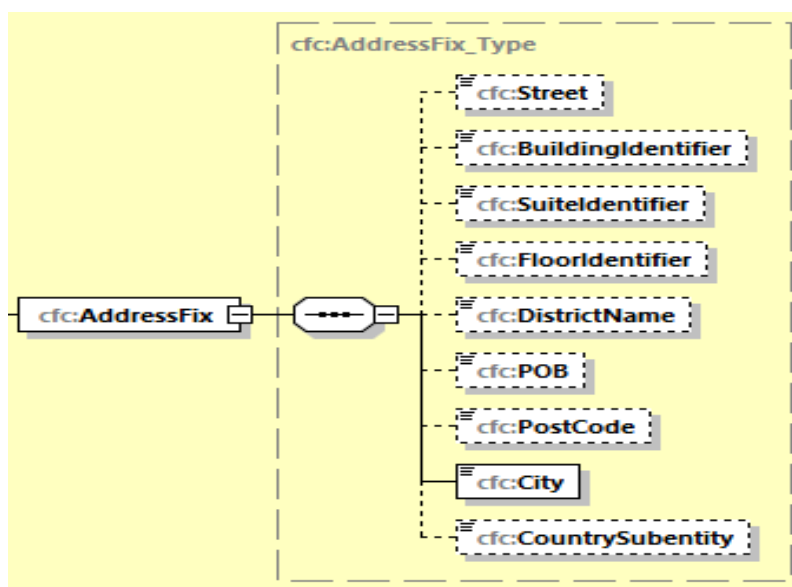 cfc:AddressFix_Type
cfc:Street
cfc:BuildingIdentifier
cfc:SuiteIdentifier
cfc:FloorIdentifier
cfc:AddressFix
cfc:DistrictName
cfc:POB
cfc:PostCode
cfc:City
cfc:CountrySubentity